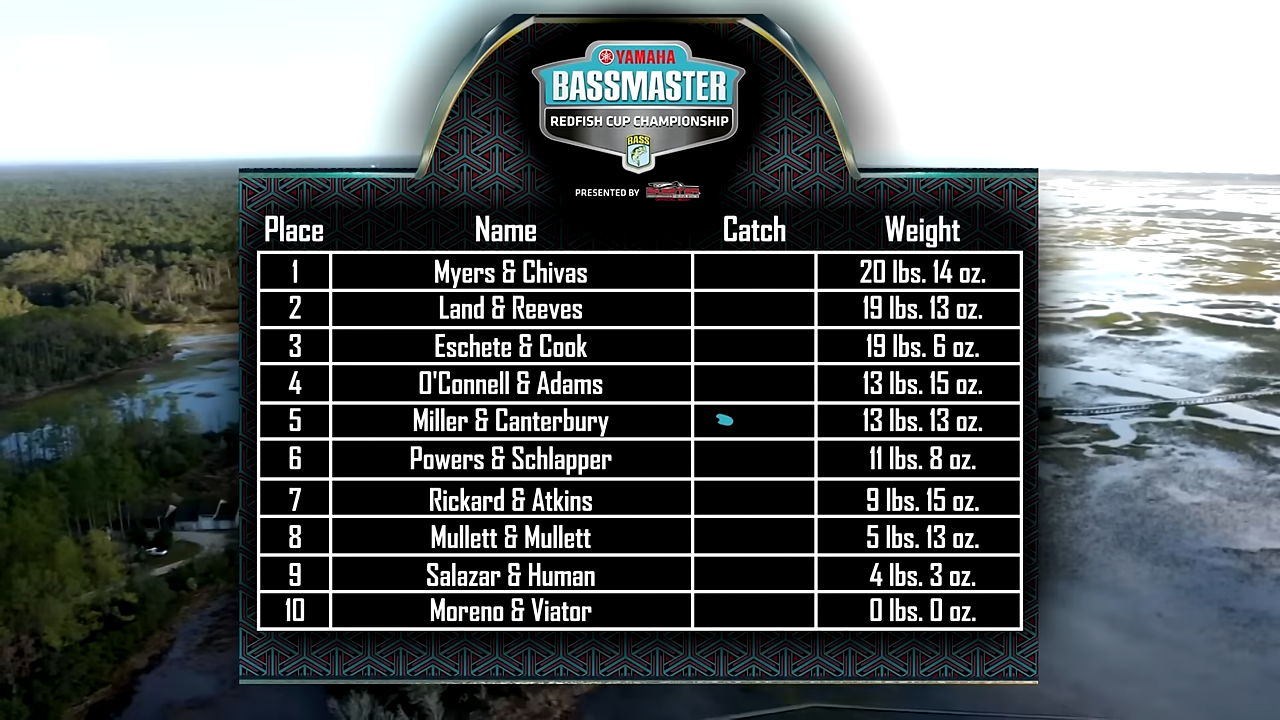 YAMAHA
BASSMASTER
REDFISH CUP CHAMPIONSHIP
BASS
PRESENTED BY
Place Name Catch Weight
1 Myers & Chivas 20 lbs. 14 oz.
2 Land & Reeves 19 lbs. 13 oz.
3 Eschete & Cook 19 lbs. 6 oz.
4 O'Connell & Adams 13 lbs. 15 oz.
5 Miller & Canterbury 13 lbs. 13 oz.
6 Powers & Schlapper 11 lbs. 8 oz.
7 Rickard & Atkins 9 lbs. 15 oz.
8 Mullett & Mullett 5 lbs. 13 oz.
9 Salazar & Human 4 lbs. 3 oz.
10 Moreno & Viator 0 lbs. 0 oz.